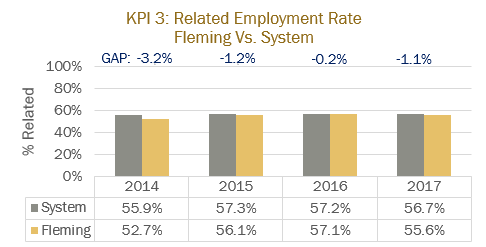 KPI 3: Related Employment Rate
Fleming Vs. System
GAP: -3.2% -1.2% -0.2% -1.1%
100%
80%
60%
40%
20%
0%
% Related
2014 2015 2016 2017
System 55.9% 57.3% 57.2% 56.7%
Fleming 52.7% 56.1% 57.1% 55.6%